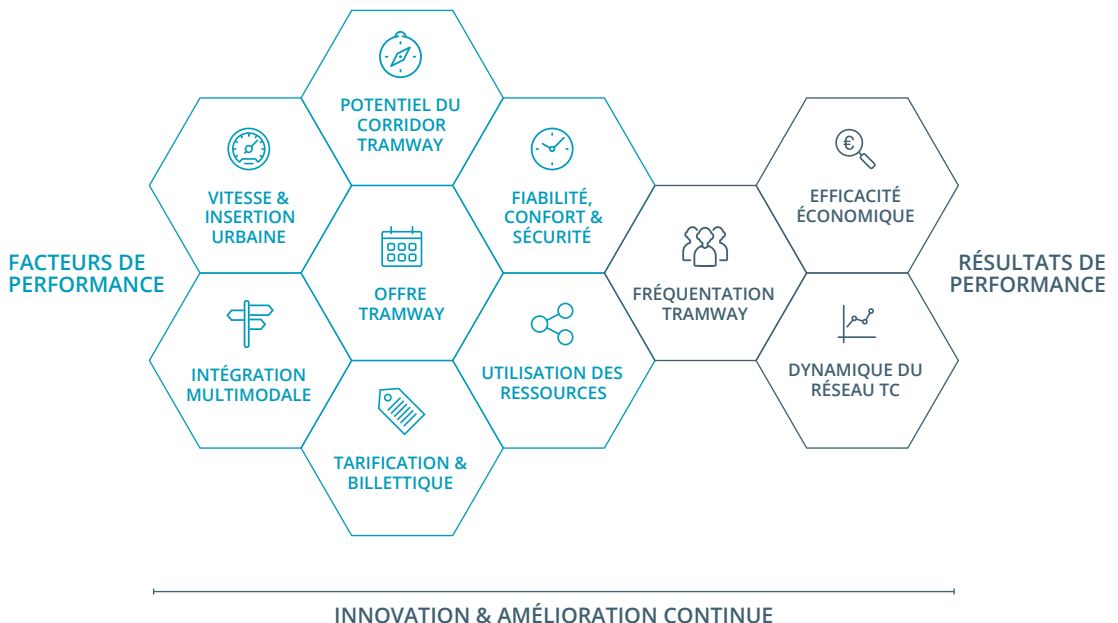 POTENTIEL DU
CORRIDOR
TRAMWAY
VITESSE &
INSERTION
URBAINE
FIABILITÉ,
CONFORT &
SÉCURITÉ
EFFICACITÉ
ÉCONOMIQUE
FACTEURS DE
PERFORMANCE
OFFRE
TRAMWAY
FRÉQUENTATION
TRAMWAY
RÉSULTATS DE
PERFORMANCE
INTÉGRATION
MULTIMODALE
UTILISATION DES
RESSOURCES
DYNAMIQUE DU
RÉSEAU TC
TARIFICATION &
BILLETTIQUE
INNOVATION & AMÉLIORATION CONTINUE